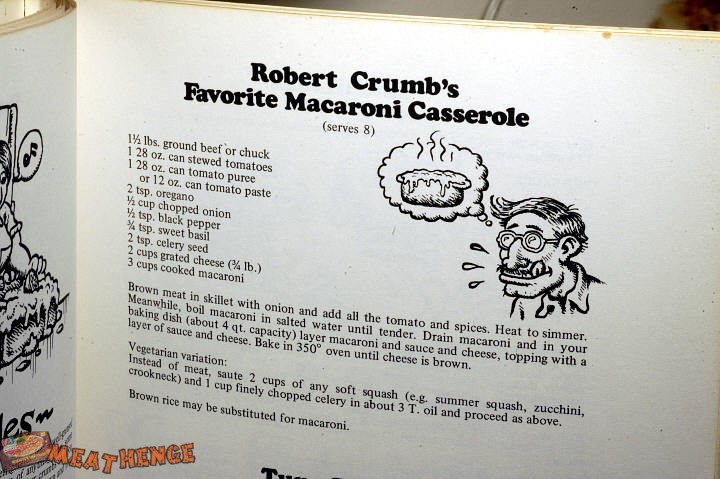 Robert Crumb's
Favorite Macaroni Casserole
(serves 8)
1½ lbs. ground beef or chuck
1 28 oz. can stewed tomatoes
1 28 oz. can tomato puree
or 12 oz. can tomato paste
2 tsp. oregano
½ cup chopped onion
½ tsp. black pepper
¾ tsp. sweet basil
2 tsp. celery seed
2 cups grated cheese (¾ lb.)
3 cups cooked macaroni
Brown meat in skillet with onion and add all the tomato and spices. Heat to simmer.
Meanwhile, boil macaroni in salted water until tender. Drain macaroni and in your
baking dish (about 4 qt. capacity) layer macaroni and sauce and cheese, topping with a
layer of sauce and cheese. Bake in 350° oven until cheese is brown.
Vegetarian variation:
Instead of meat, saute 2 cups of any soft squash (e.g. summer squash, zucchini,
crookneck) and 1 cup finely chopped celery in about 3 T. oil and proceed as above.
Brown rice may be substituted for macaroni.
MEATHENGE